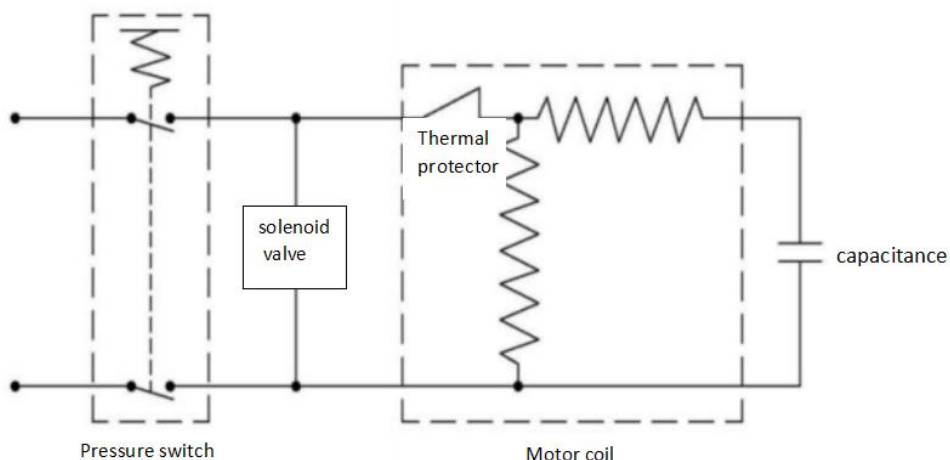 Thermal
protector
solenoid
valve
capacitance
Pressure switch
Motor coil